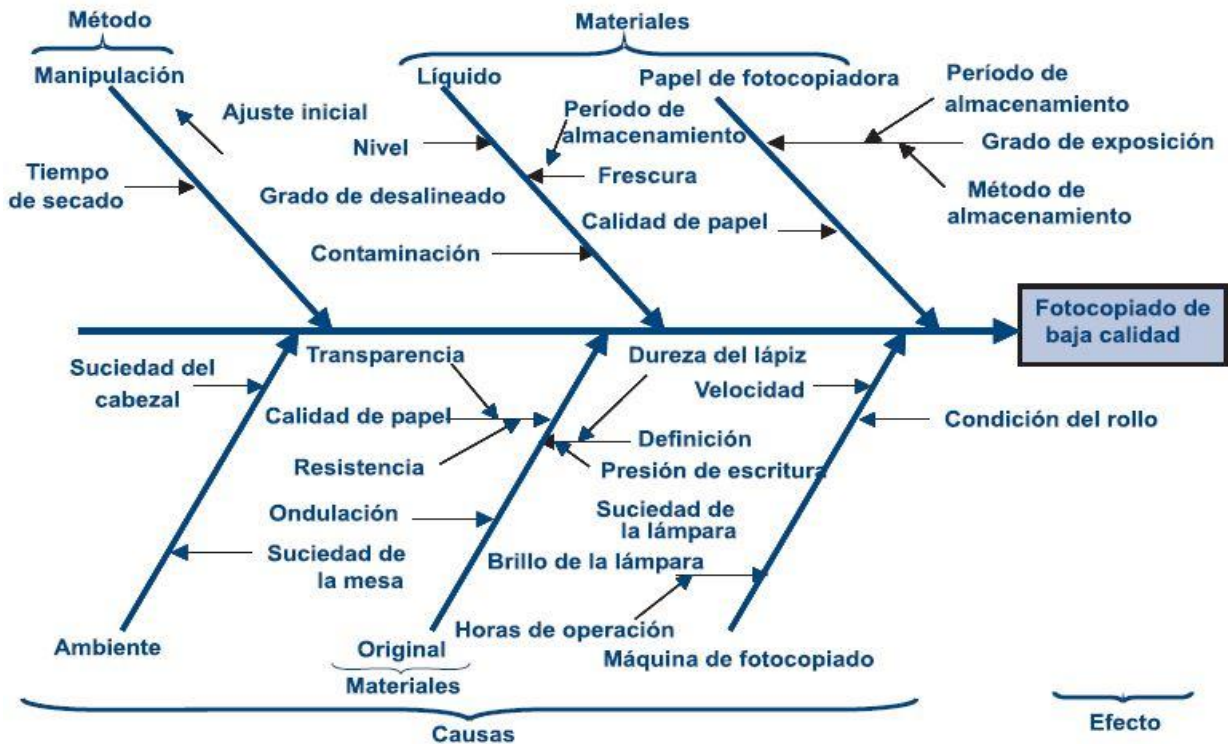 Método
Manipulación
Ajuste inicial
Tiempo
de secado
Materiales
Líquido
Período de
almacenamiento
Nivel
Frescura
Grado de desalineado
Contaminación
Papel de fotocopiadora
Período de
almacenamiento
Grado de exposición
Método de
almacenamiento
Calidad de papel
Fotocopiado de
baja calidad
Suciedad del
cabezal
Suciedad de
la mesa
Ambiente
Transparencia
Calidad de papel
Resistencia
Ondulación
Dureza del lápiz
Definición
Presión de escritura
Original
Materiales
Velocidad
Condición del rollo
Suciedad de
la lámpara
Brillo de la lámpara
Horas de operación
Máquina de fotocopiado
Causas
Efecto